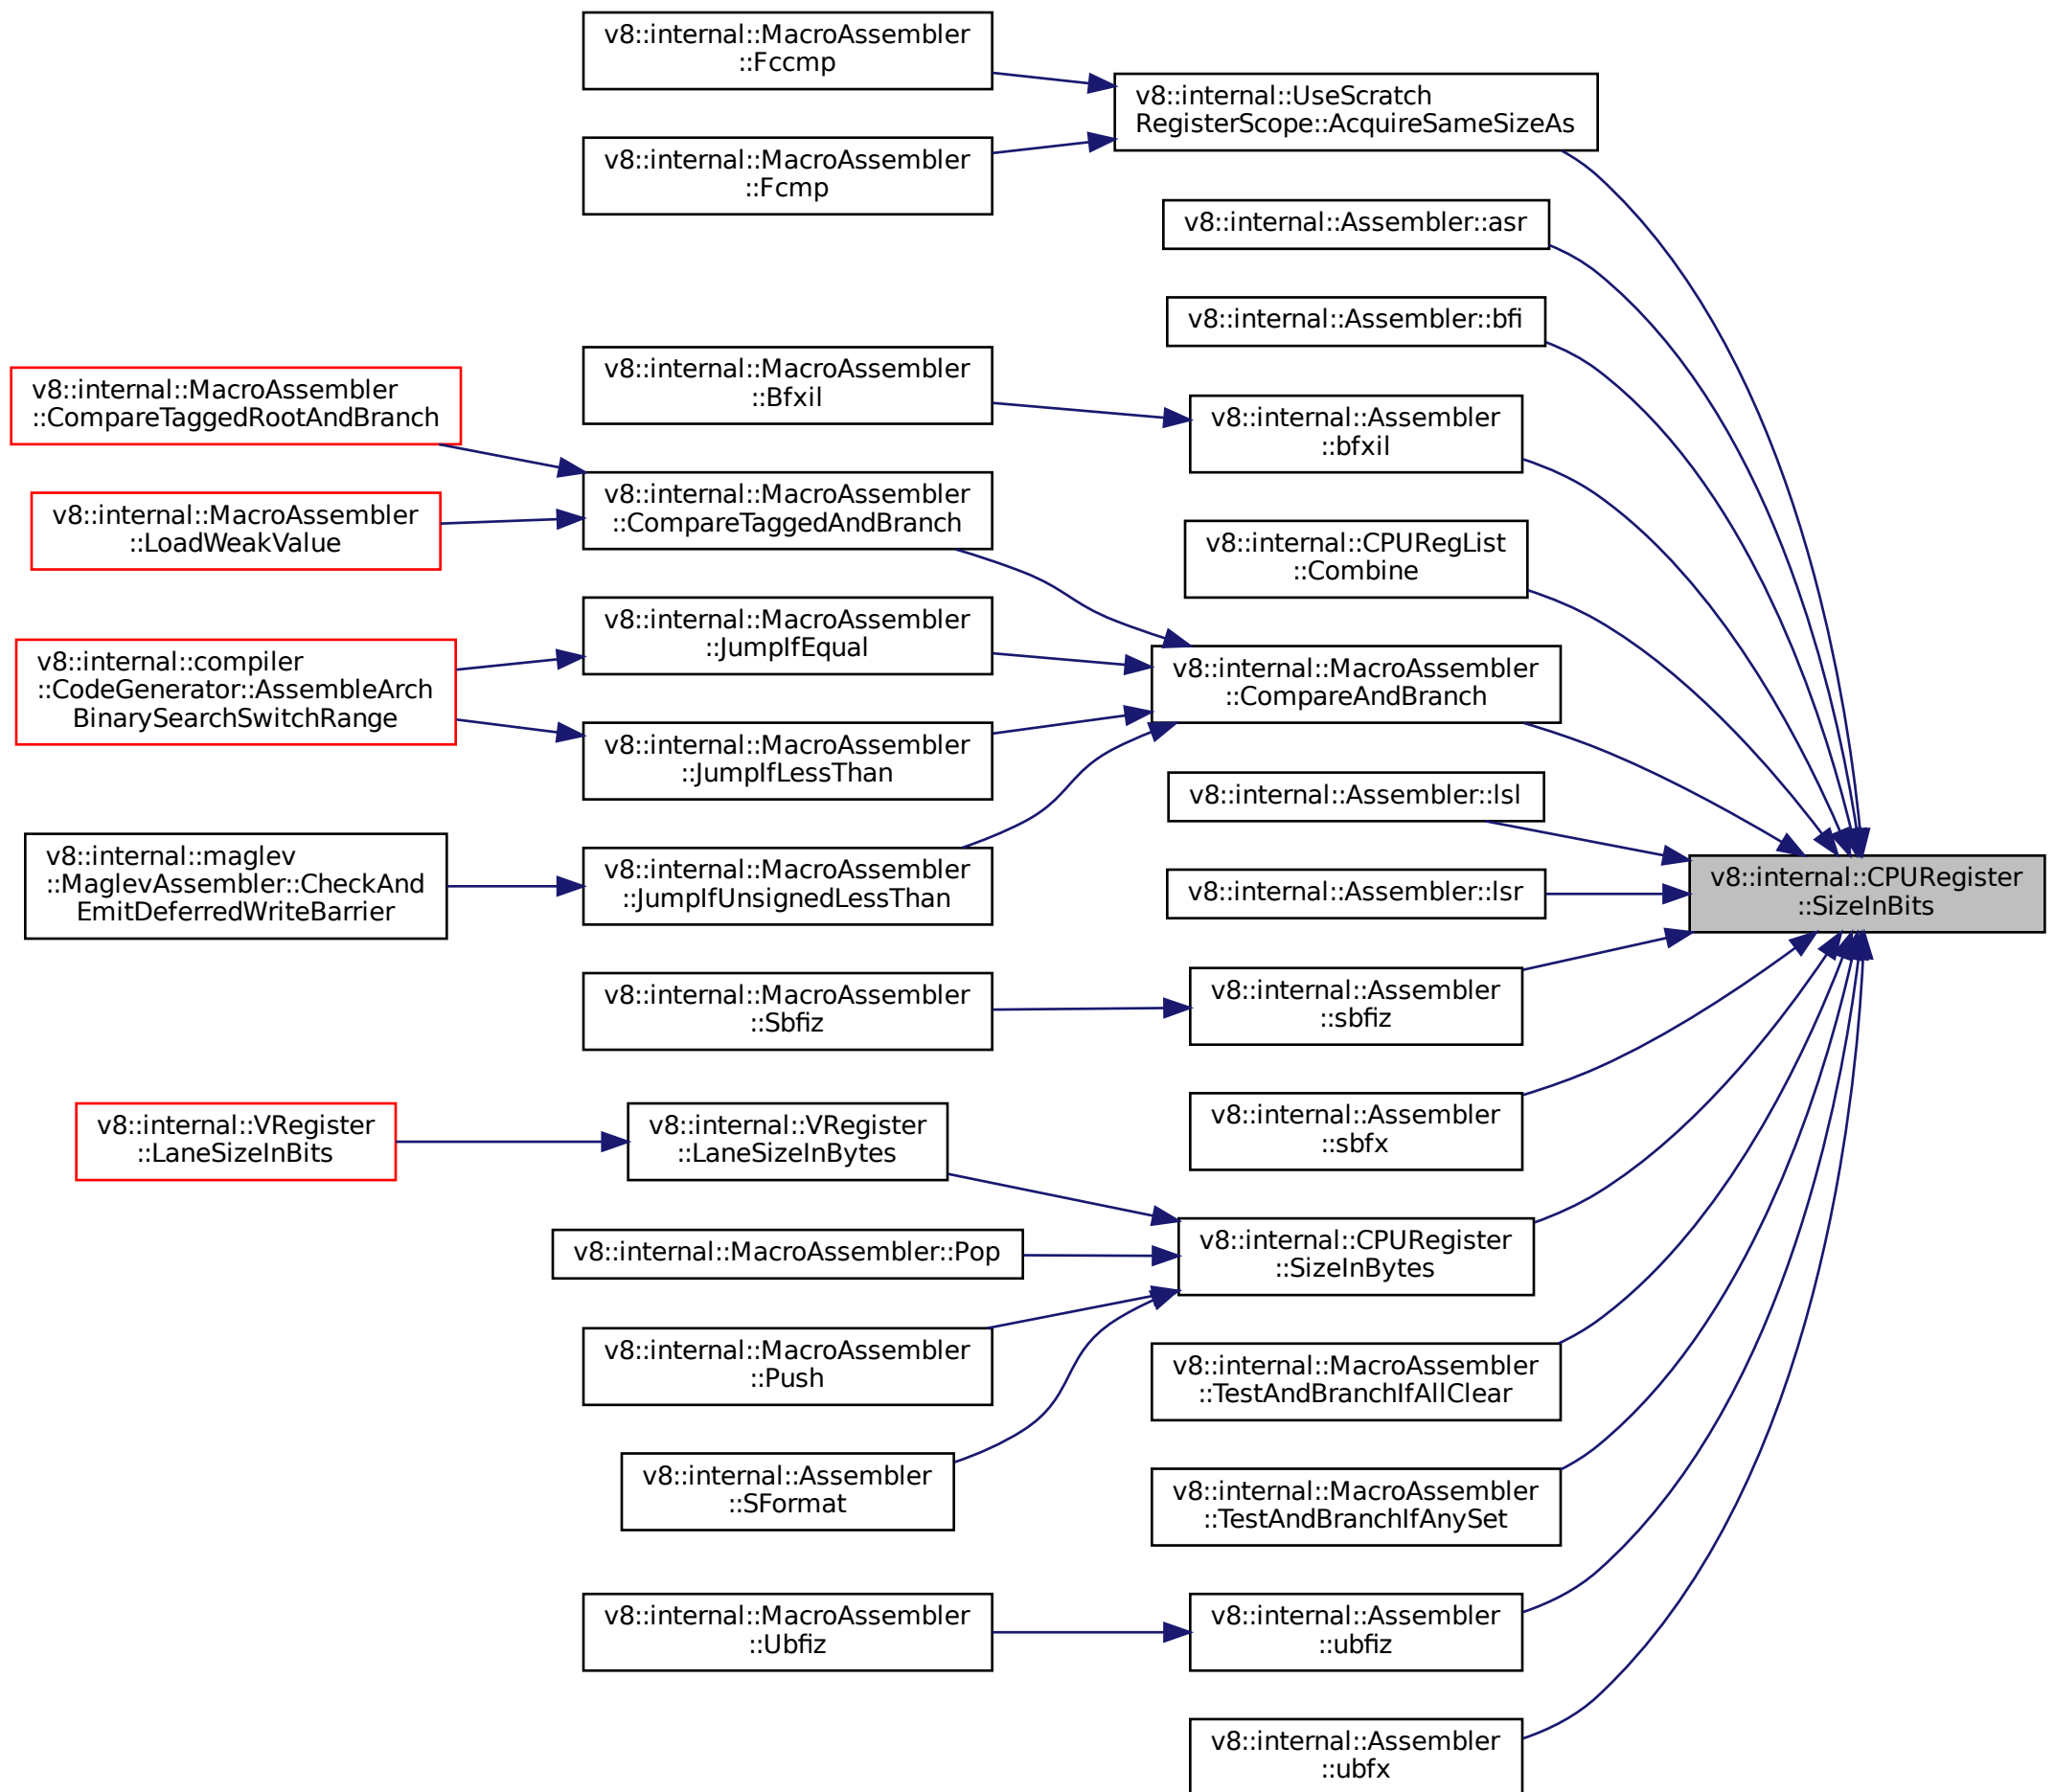 v8::internal::MacroAssembler
::Fccmp
v8::internal::UseScratch
RegisterScope::AcquireSameSizeAs
v8::internal::MacroAssembler
::Fcmp
v8::internal::Assembler::asr
v8::internal::Assembler::bfi
v8::internal::MacroAssembler
::Bfxil
v8::internal::MacroAssembler
::CompareTaggedRootAndBranch
v8::internal::Assembler
::bfxil
v8::internal::MacroAssembler
::CompareTaggedAndBranch
v8::internal::MacroAssembler
::LoadWeakValue
v8::internal::CPURegList
::Combine
v8::internal::MacroAssembler
::JumpIfEqual
v8::internal::compiler
::CodeGenerator::AssembleArch
BinarySearchSwitchRange
v8::internal::MacroAssembler
::CompareAndBranch
v8::internal::MacroAssembler
::JumpIfLessThan
v8::internal::Assembler::lsl
v8::internal::maglev
::MaglevAssembler::CheckAnd
EmitDeferredWriteBarrier
v8::internal::MacroAssembler
::JumpIfUnsignedLessThan
v8::internal::Assembler::lsr
v8::internal::CPURegister
::SizeInBits
v8::internal::MacroAssembler
::Sbfiz
v8::internal::Assembler
::sbfiz
v8::internal::VRegister
::LaneSizeInBits
v8::internal::VRegister
::LaneSizeInBytes
v8::internal::Assembler
::sbfx
v8::internal::MacroAssembler::Pop
v8::internal::CPURegister
::SizeInBytes
v8::internal::MacroAssembler
::Push
v8::internal::MacroAssembler
::TestAndBranchIfAllClear
v8::internal::Assembler
::SFormat
v8::internal::MacroAssembler
::TestAndBranchIfAnySet
v8::internal::MacroAssembler
::Ubfiz
v8::internal::Assembler
::ubfiz
v8::internal::Assembler
::ubfx